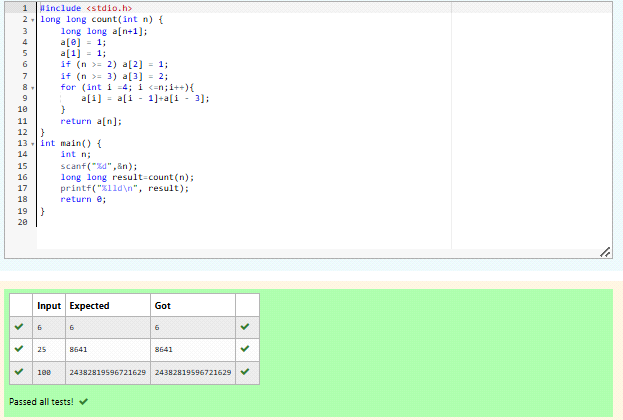 1 #include <stdio.h>
2 long long count(int n) {
3     long long a[n+1];
4     a[0] = 1;
5     a[1] = 1;
6     if (n >= 2) a[2] = 1;
7     if (n >= 3) a[3] = 2;
8     for (int i =4; i <=n;i++){
9         a[i] = a[i - 1]+a[i - 3];
10     }
11     return a[n];
12 }
13 int main() {
14     int n;
15     scanf("%d",&n);
16     long long result=count(n);
17     printf("%lld\n", result);
18     return 0;
19 }
20
Input Expected Got
6 6 6
25 8641 8641
100 24382819596721629 24382819596721629
Passed all tests!